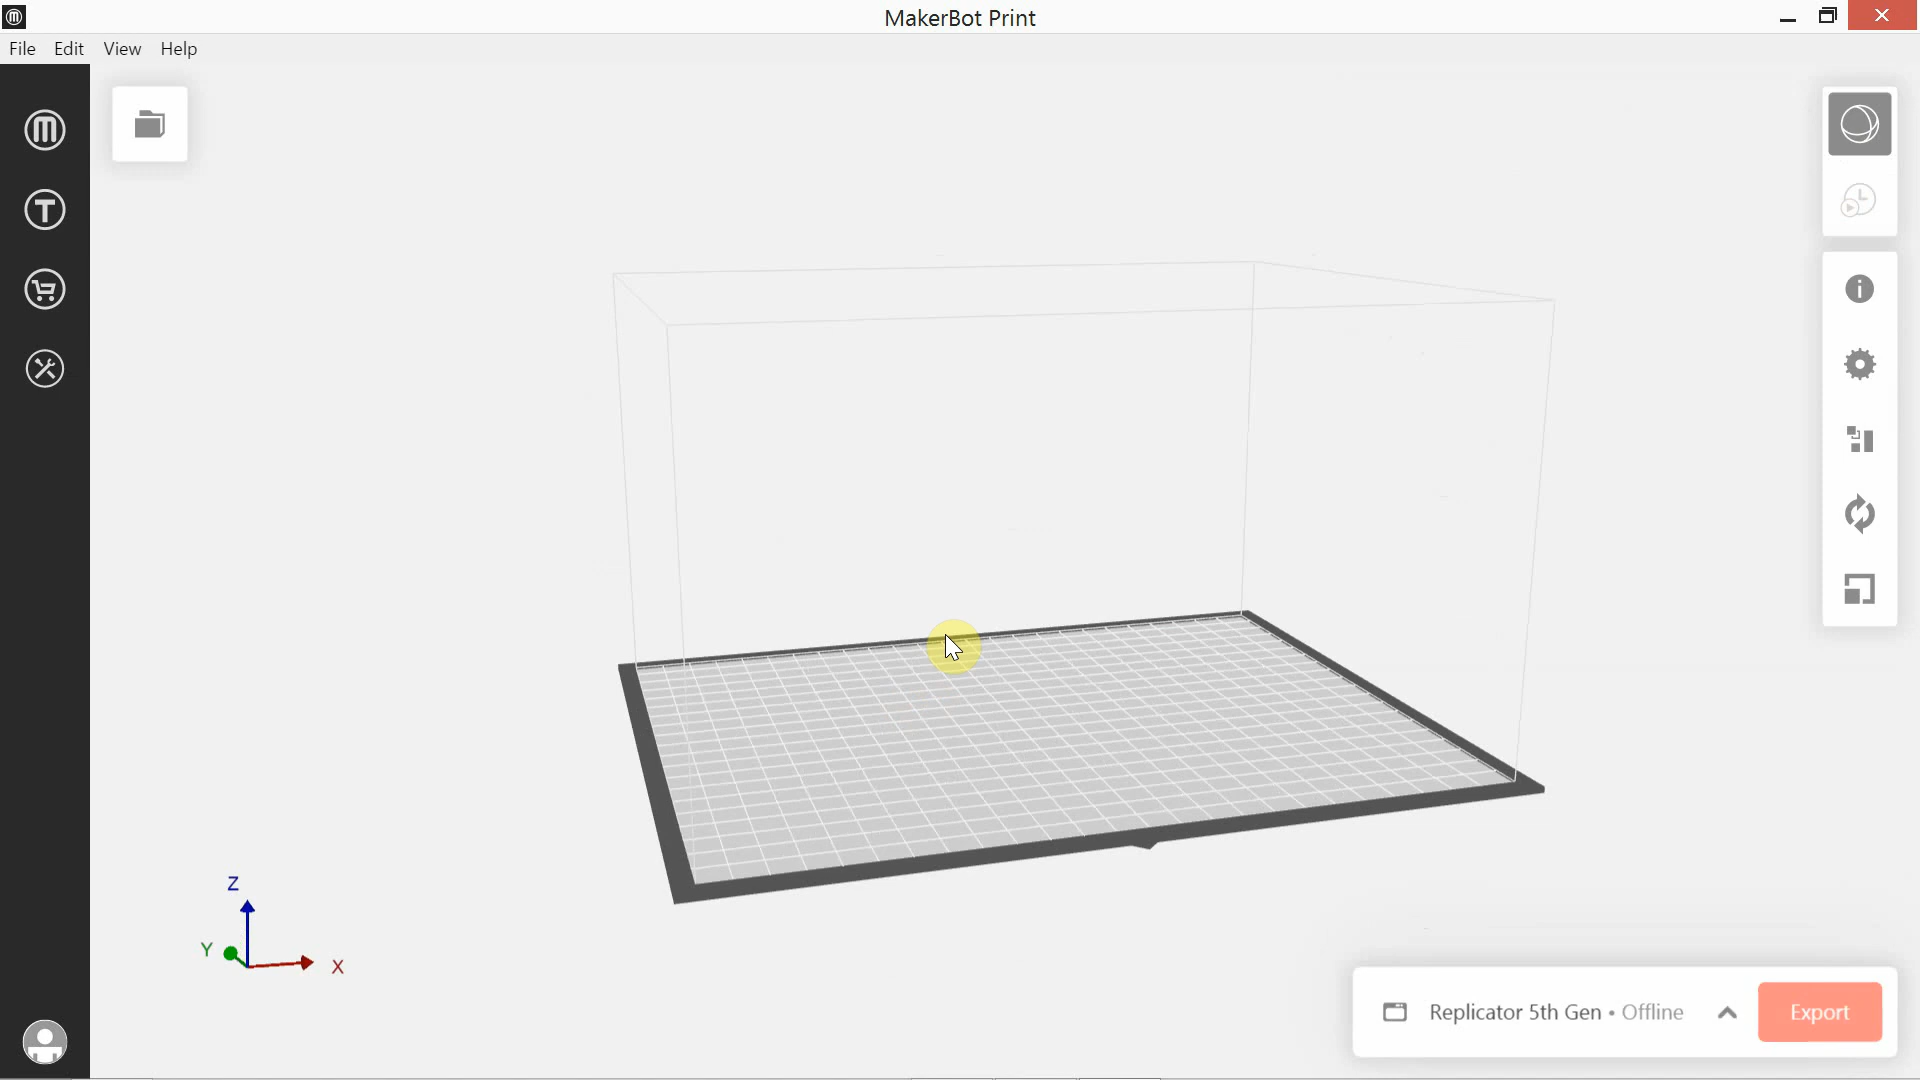 MakerBot Print
File Edit View Help
T
Z
Y
X
Replicator 5th Gen • Offline
Export